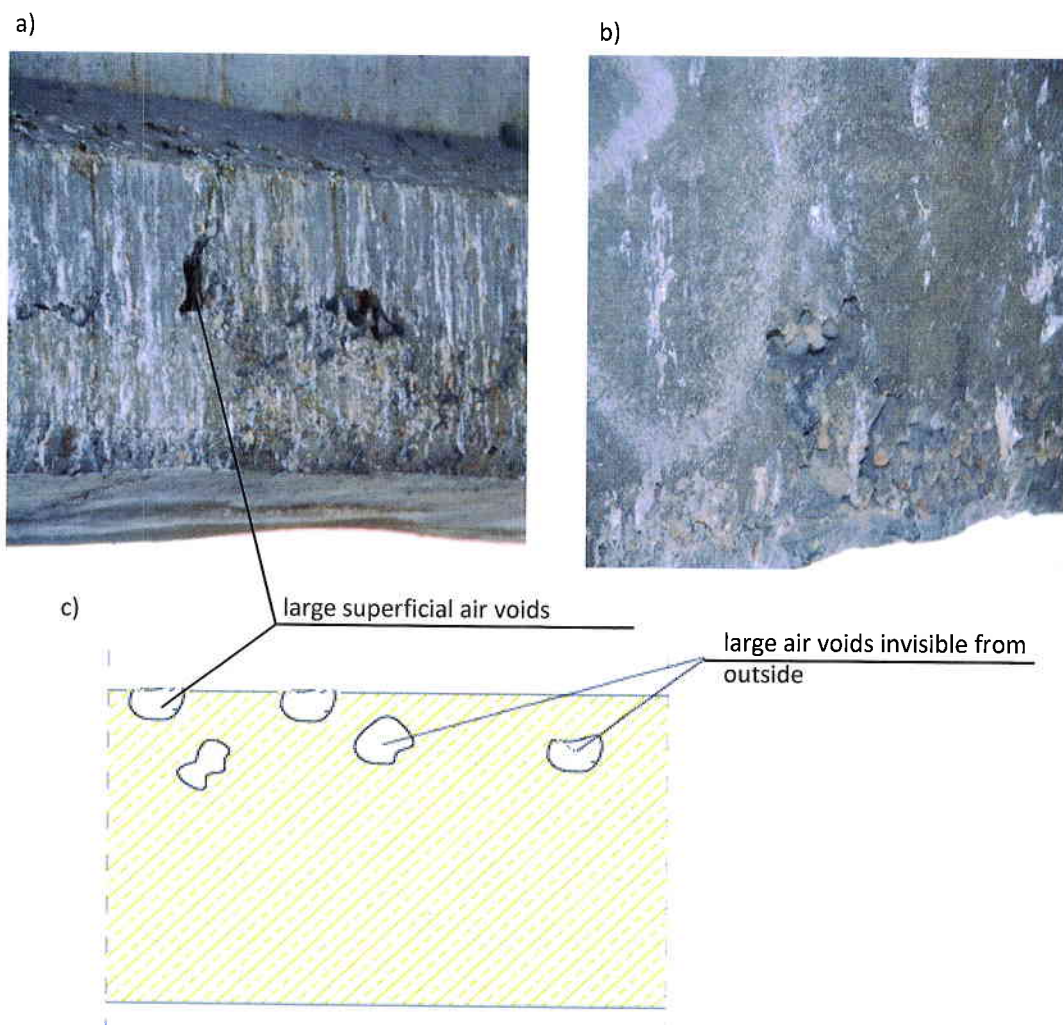 a)
b)
c)
large superficial air voids
large air voids invisible from
outside